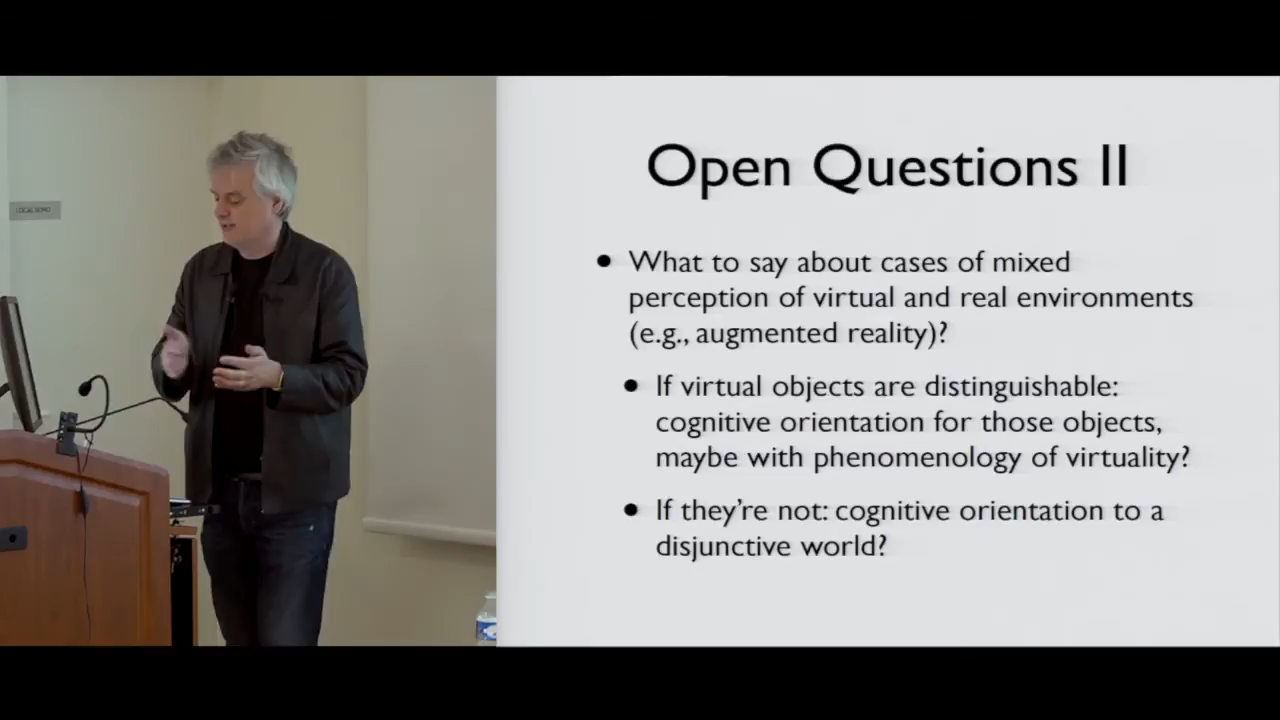 Open Questions II
• What to say about cases of mixed
perception of virtual and real environments
(e.g., augmented reality)?
• If virtual objects are distinguishable:
cognitive orientation for those objects,
maybe with phenomenology of virtuality?
• If they’re not: cognitive orientation to a
disjunctive world?